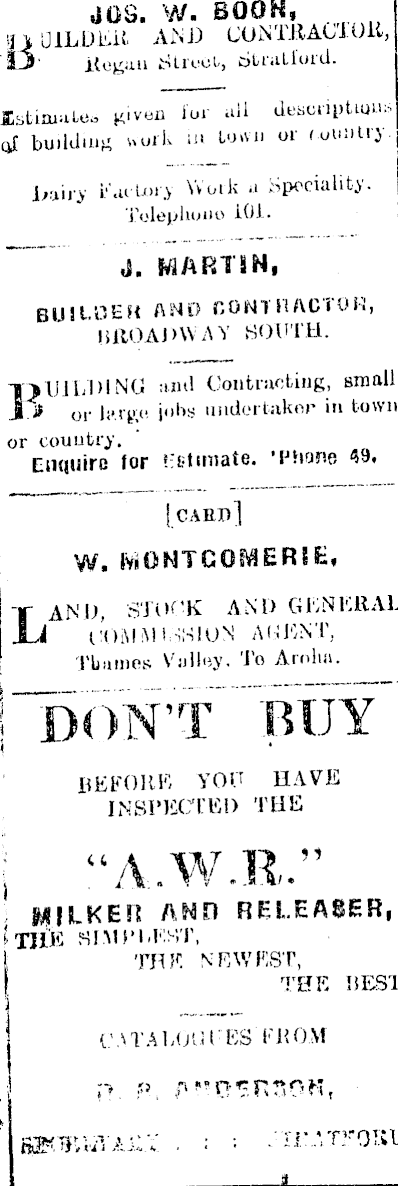 JOS. W. BOON,
BUILDER AND CONTRACTOR,
Regan Street, Stratford.
Estimates given for all descriptions
of building work in town or country.
Dairy Factory Work a Speciality.
Telephone 101.
J. MARTIN,
BUILDER AND CONTRACTOR,
BROADWAY SOUTH.
BUILDING and Contracting, small
or large jobs undertaken in town
or country.
Enquire for Estimate. 'Phone 49.
[CARD]
W. MONTGOMERIE,
LAND, STOCK AND GENERAL
COMMISSION AGENT,
Thames Valley, Te Aroha.
DON'T BUY
BEFORE YOU HAVE
INSPECTED THE
"A.W.R."
MILKER AND RELEASER,
THE SIMPLEST,
THE NEWEST,
THE BEST
CATALOGUES FROM
ANDERSON,
STRATFORD